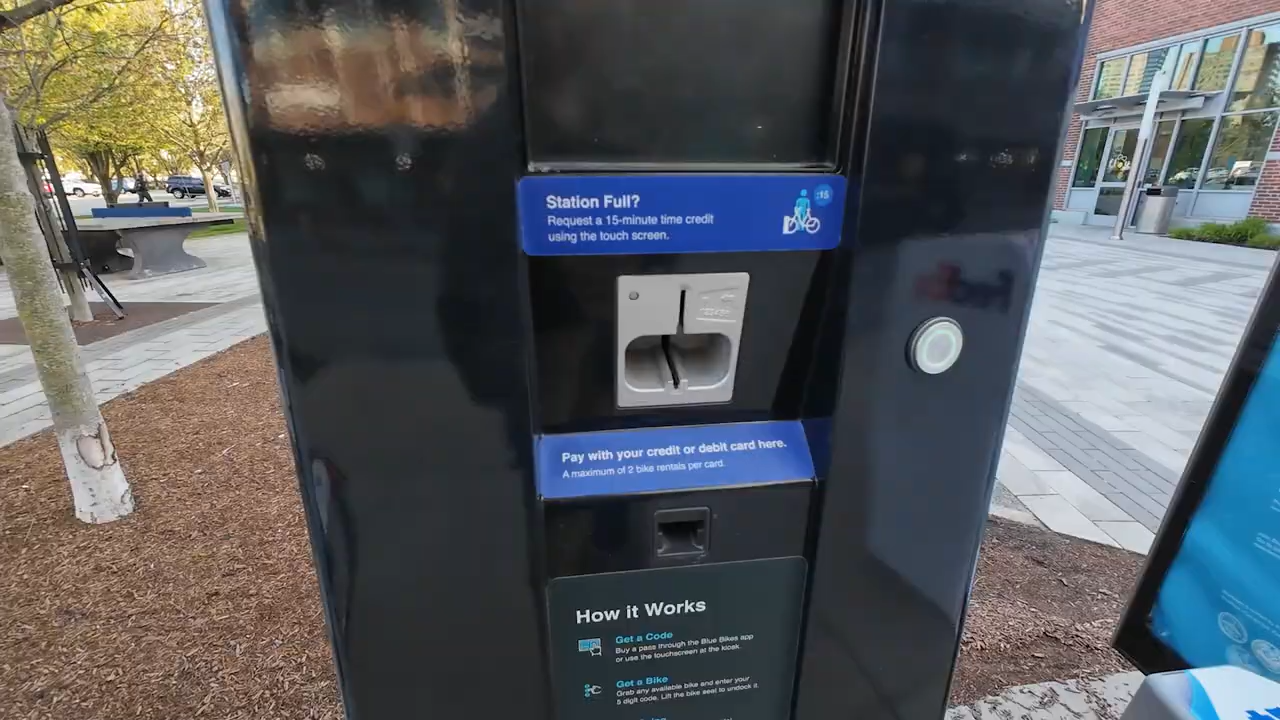 Station Full?
Request a 15-minute time credit
using the touch screen.
:15
Pay with your credit or debit card here.
A maximum of 2 bike rentals per card.
How it Works
Get a Code
Buy a pass through the Blue Bikes app
or use the touchscreen at the kiosk.
Get a Bike
Grab any available bike and enter your
5 digit code. Lift the bike seat to unlock it.